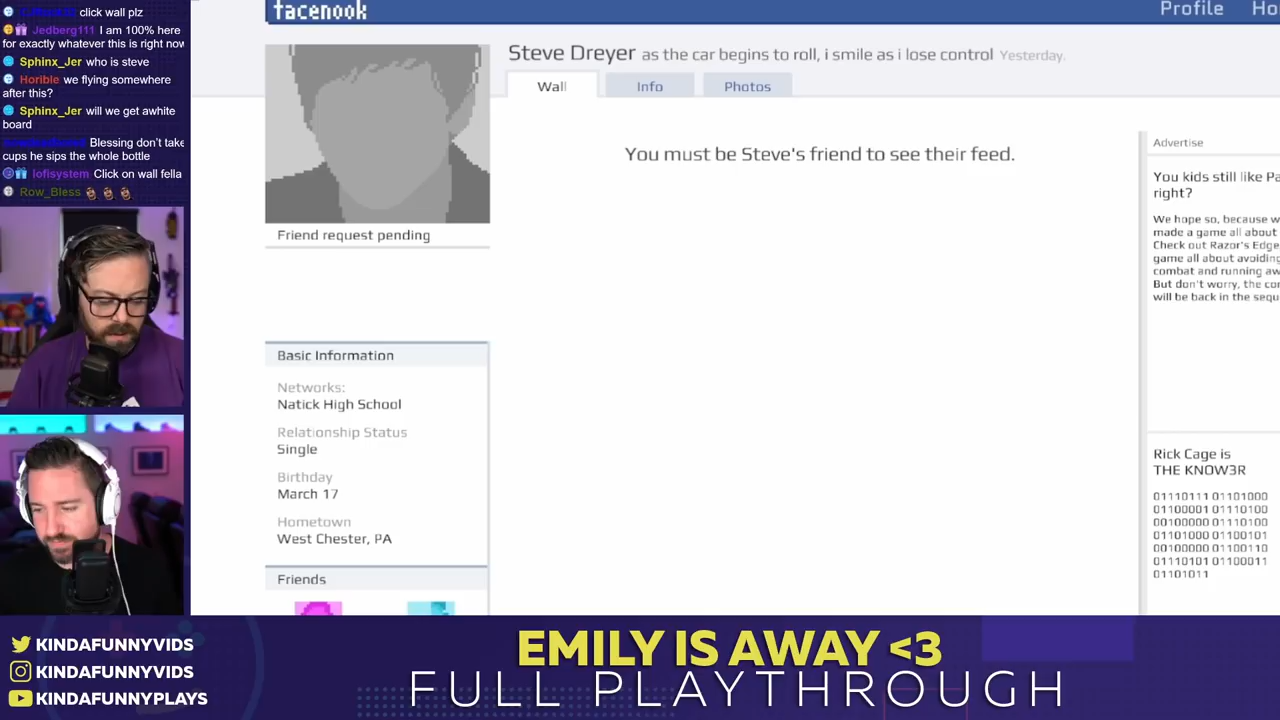 click wall plz
Jedberg111 I am 100% here
for exactly whatever this is right now
Sphinx_Jer who is steve
Horible we flying somewhere
after this?
Sphinx_Jer will we get awhite
board
Blessing don't take
cups he sips the whole bottle
lofisystem Click on wall fella
Row_Bless
facenook
Profile Ho
Steve Dreyer as the car begins to roll, i smile as i lose control Yesterday.
Wall Info Photos
You must be Steve's friend to see their feed.
Friend request pending
Basic Information
Networks:
Natick High School
Relationship Status
Single
Birthday
March 17
Hometown
West Chester, PA
Friends
Advertise
You kids still like Pa
right?
We hope so, because w
made a game all about
Check out Razor's Edge
game all about avoiding
combat and running aw
But don't worry, the co
will be back in the sequ
Rick Cage is
THE KNOW3R
01110111 01101000
01100001 01110100
00100000 01110100
01101000 01100101
00100000 01100110
01110101 01100011
01101011
KINDAFUNNYVIDS
KINDAFUNNYVIDS
KINDAFUNNYPLAYS
EMILY IS AWAY <3
FULL PLAYTHROUGH